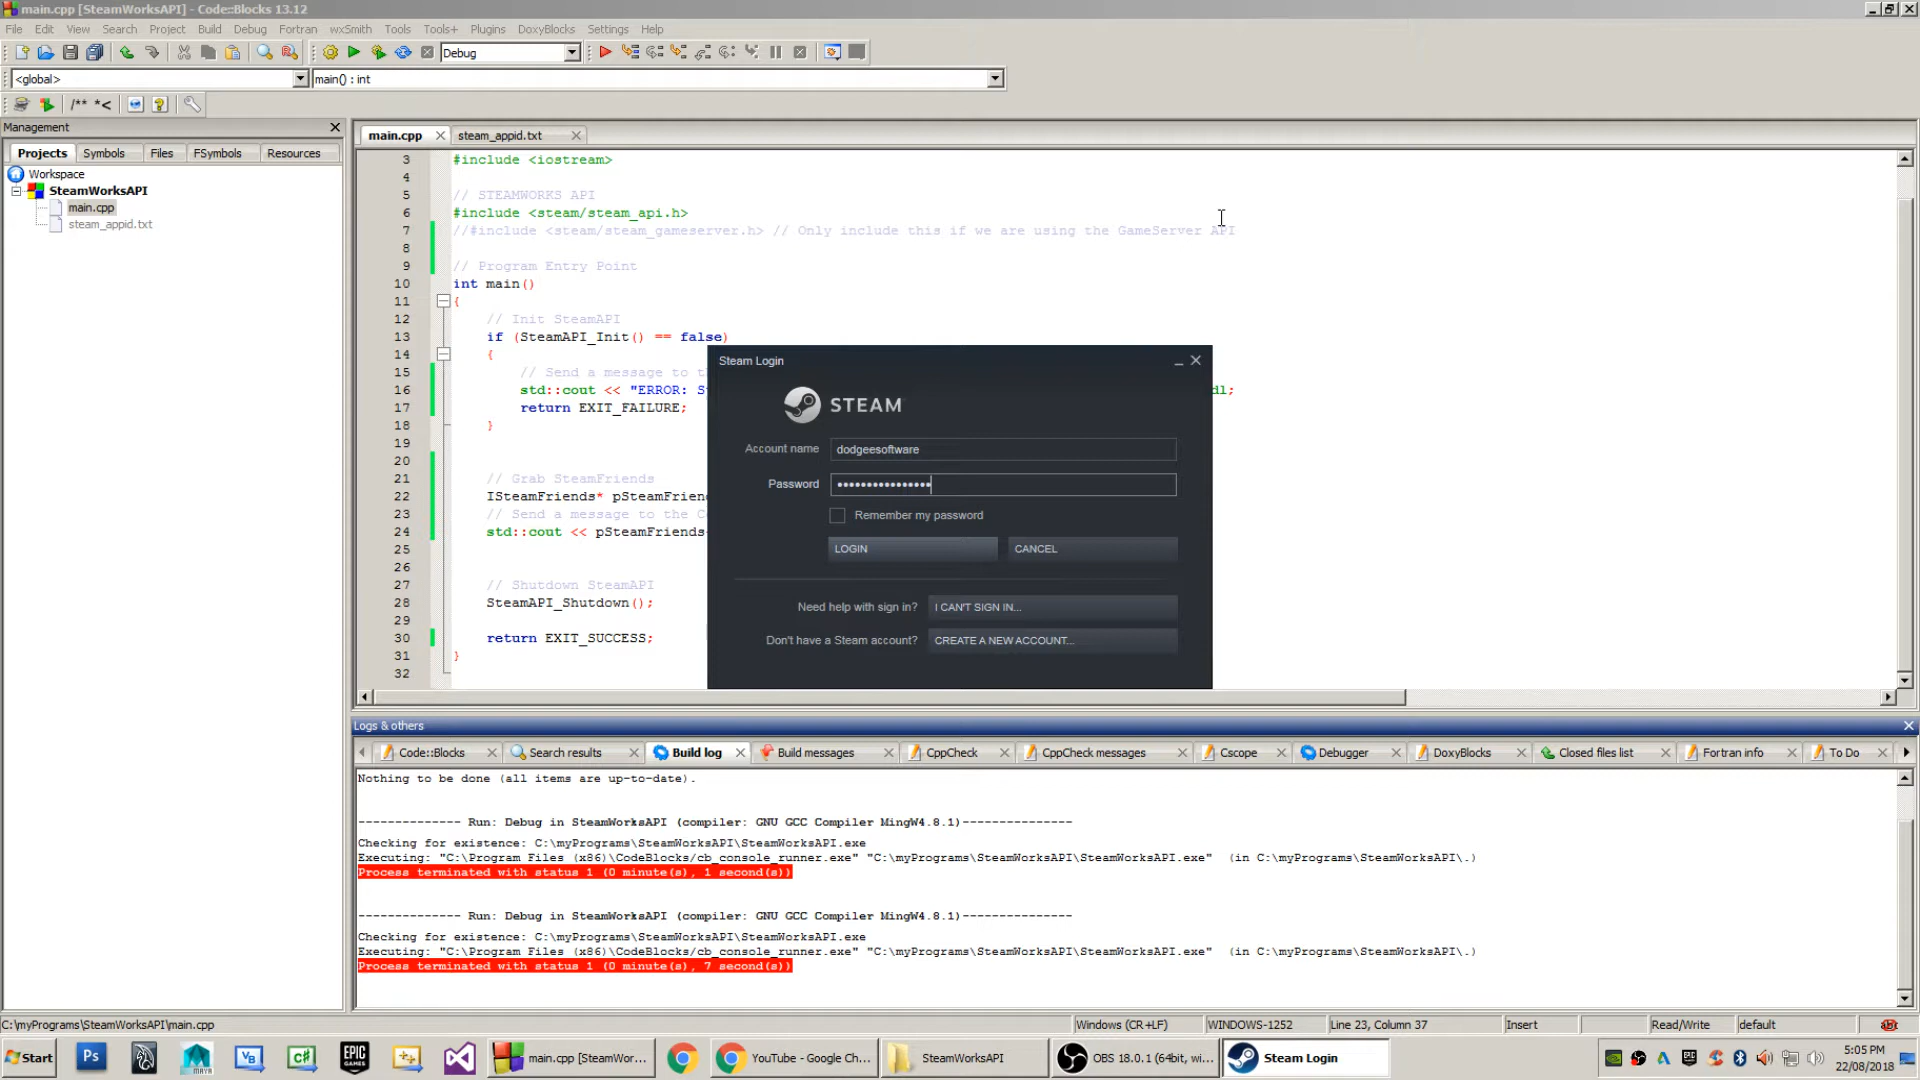 main.cpp [SteamWorksAPI] - Code::Blocks 13.12
File Edit View Search Project Build Debug Fortran wxSmith Tools Tools+ Plugins DoxyBlocks Settings Help
Debug
<global> main() : int
/** *<
Management
Projects Symbols Files FSymbols Resources
Workspace
SteamWorksAPI
main.cpp
steam_appid.txt
main.cpp steam_appid.txt
3 #include <iostream>
4
5 // STEAMWORKS API
6 #include <steam/steam_api.h>
7 //#include <steam/steam_gameserver.h> // Only include this if we are using the GameServer API
8
9 // Program Entry Point
10 int main()
11 {
12 // Init SteamAPI
13 if (SteamAPI_Init() == false)
14 {
15 // Send a message to th
16 std::cout << "ERROR: S dl;
17 return EXIT_FAILURE;
18 }
19
20
21 // Grab SteamFriends
22 ISteamFriends* pSteamFrien
23 // Send a message to the C
24 std::cout << pSteamFriends
25
26
27 // Shutdown SteamAPI
28 SteamAPI_Shutdown();
29
30 return EXIT_SUCCESS;
31 }
32
Steam Login
STEAM
Account name dodgeesoftware
Password ••••••••••••••••
Remember my password
LOGIN CANCEL
Need help with sign in? I CAN'T SIGN IN...
Don't have a Steam account? CREATE A NEW ACCOUNT...
Logs & others
Code::Blocks Search results Build log Build messages CppCheck CppCheck messages Cscope Debugger DoxyBlocks Closed files list Fortran info To Do
Nothing to be done (all items are up-to-date).
-------------- Run: Debug in SteamWorksAPI (compiler: GNU GCC Compiler MingW4.8.1)---------------
Checking for existence: C:\myPrograms\SteamWorksAPI\SteamWorksAPI.exe
Executing: "C:\Program Files (x86)\CodeBlocks/cb_console_runner.exe" "C:\myPrograms\SteamWorksAPI\SteamWorksAPI.exe" (in C:\myPrograms\SteamWorksAPI\.)
Process terminated with status 1 (0 minute(s), 1 second(s))
-------------- Run: Debug in SteamWorksAPI (compiler: GNU GCC Compiler MingW4.8.1)---------------
Checking for existence: C:\myPrograms\SteamWorksAPI\SteamWorksAPI.exe
Executing: "C:\Program Files (x86)\CodeBlocks/cb_console_runner.exe" "C:\myPrograms\SteamWorksAPI\SteamWorksAPI.exe" (in C:\myPrograms\SteamWorksAPI\.)
Process terminated with status 1 (0 minute(s), 7 second(s))
C:\myPrograms\SteamWorksAPI\main.cpp Windows (CR+LF) WINDOWS-1252 Line 23, Column 37 Insert Read/Write default
Start Ps MAYA VB C# EPIC GAMES main.cpp [SteamWor... YouTube - Google Ch... SteamWorksAPI OBS 18.0.1 (64bit, wi... Steam Login
5:05 PM
22/08/2018